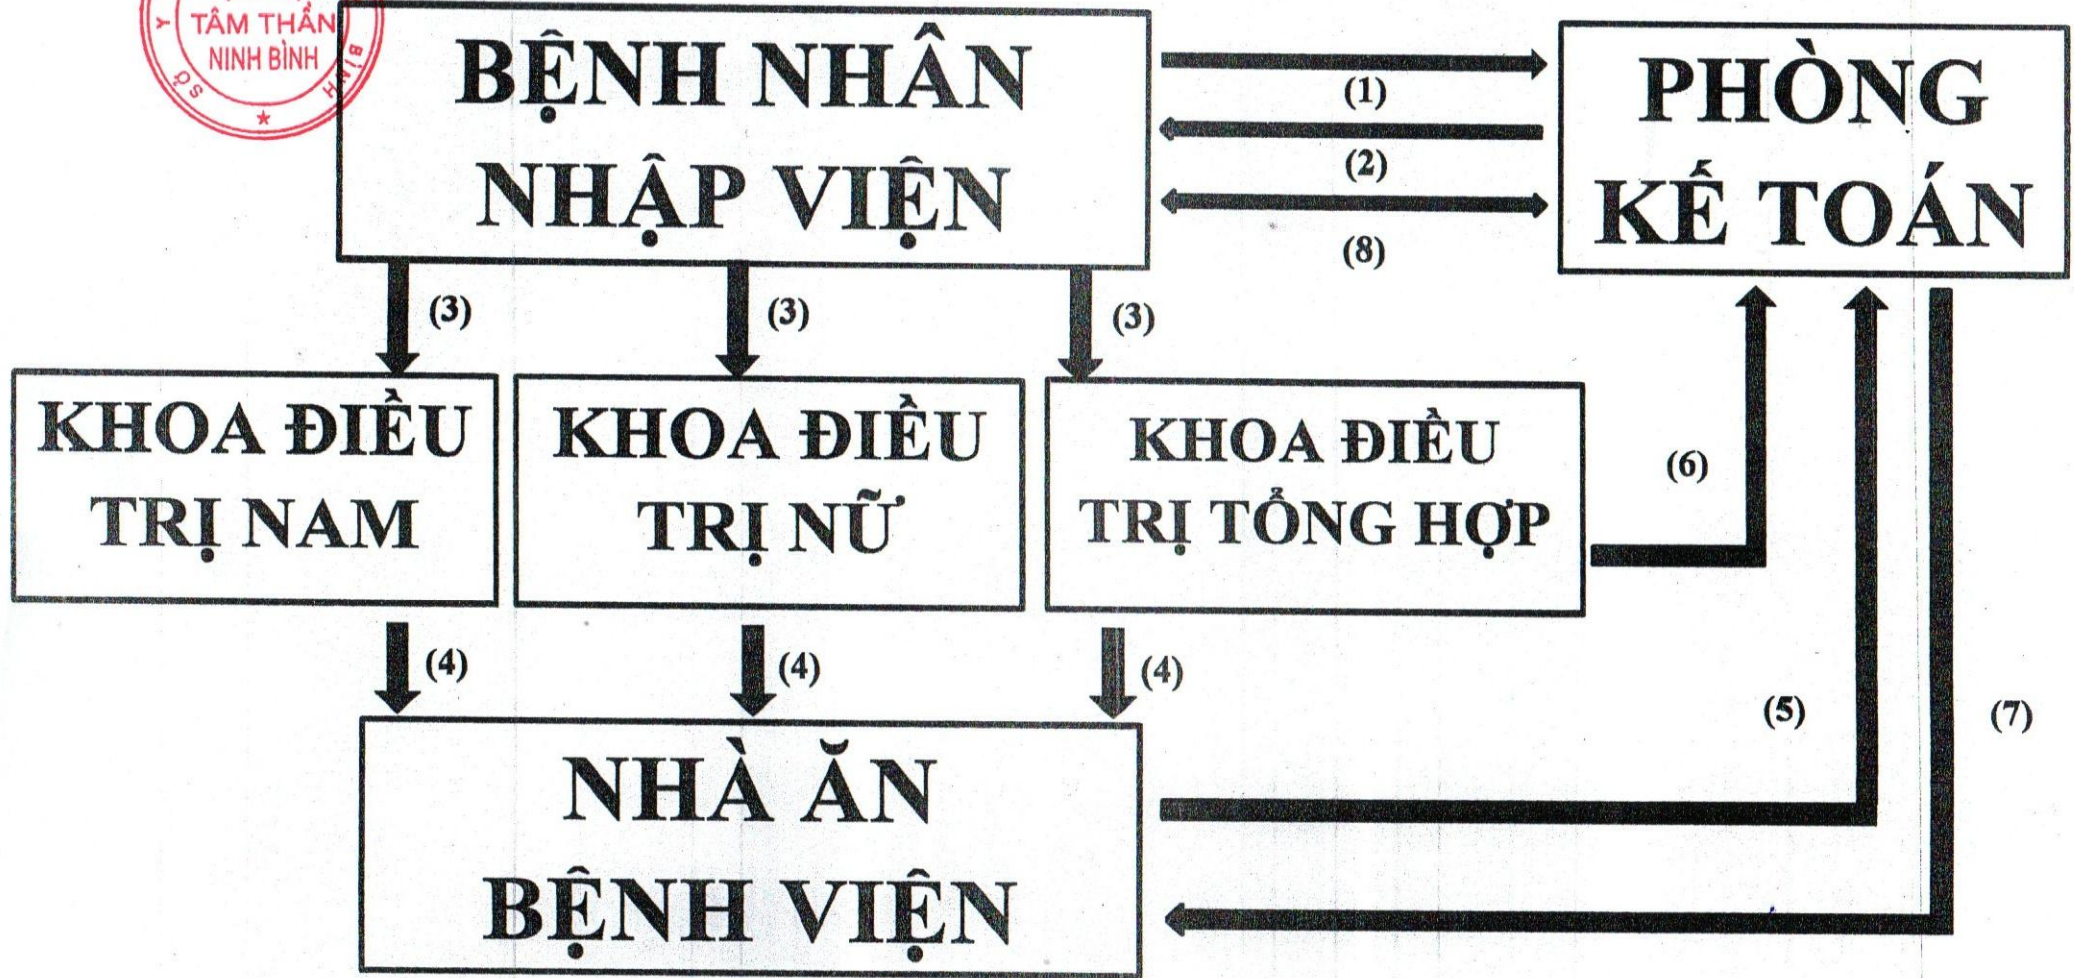 TÂM THẦN
NINH BÌNH
SỞ Y
BÌNH
BỆNH NHÂN
NHẬP VIỆN
(1)
(2)
(8)
PHÒNG
KẾ TOÁN
(3)
(3)
(3)
KHOA ĐIỀU
TRỊ NAM
KHOA ĐIỀU
TRỊ NỮ
KHOA ĐIỀU
TRỊ TỔNG HỢP
(6)
(4)
(4)
(4)
(5)
(7)
NHÀ ĂN
BỆNH VIỆN